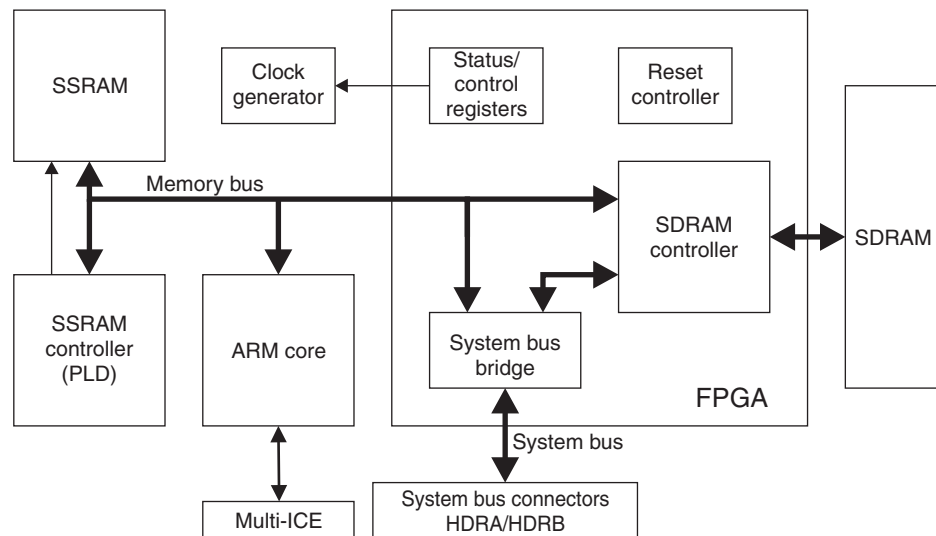 SSRAM
Clock
generator
Status/
control
registers
Reset
controller
Memory bus
SDRAM
controller
SDRAM
SSRAM
controller
(PLD)
ARM core
System bus
bridge
FPGA
System bus
Multi-ICE
System bus connectors
HDRA/HDRB